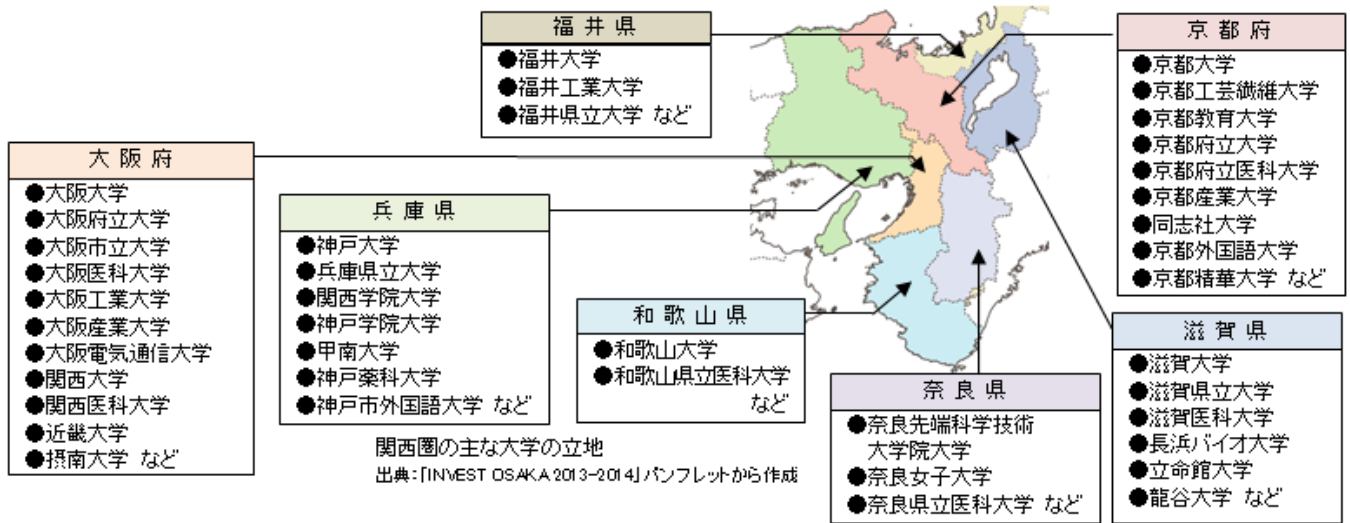 福井県
●福井大学
●福井工業大学
●福井県立大学 など
京都府
●京都大学
●京都工芸繊維大学
●京都教育大学
●京都府立大学
●京都府立医科大学
●京都産業大学
●同志社大学
●京都外国語大学
●京都精華大学 など
大阪府
●大阪大学
●大阪府立大学
●大阪市立大学
●大阪医科大学
●大阪工業大学
●大阪産業大学
●大阪電気通信大学
●関西大学
●関西医科大学
●近畿大学
●摂南大学 など
兵庫県
●神戸大学
●兵庫県立大学
●関西学院大学
●神戸学院大学
●甲南大学
●神戸薬科大学
●神戸市外国語大学 など
和歌山県
●和歌山大学
●和歌山県立医科大学
など
奈良県
●奈良先端科学技術
大学院大学
●奈良女子大学
●奈良県立医科大学 など
滋賀県
●滋賀大学
●滋賀県立大学
●滋賀医科大学
●長浜バイオ大学
●立命館大学
●龍谷大学 など
関西圏の主な大学の立地
出典：「INVEST OSAKA 2013-2014」パンフレットから作成